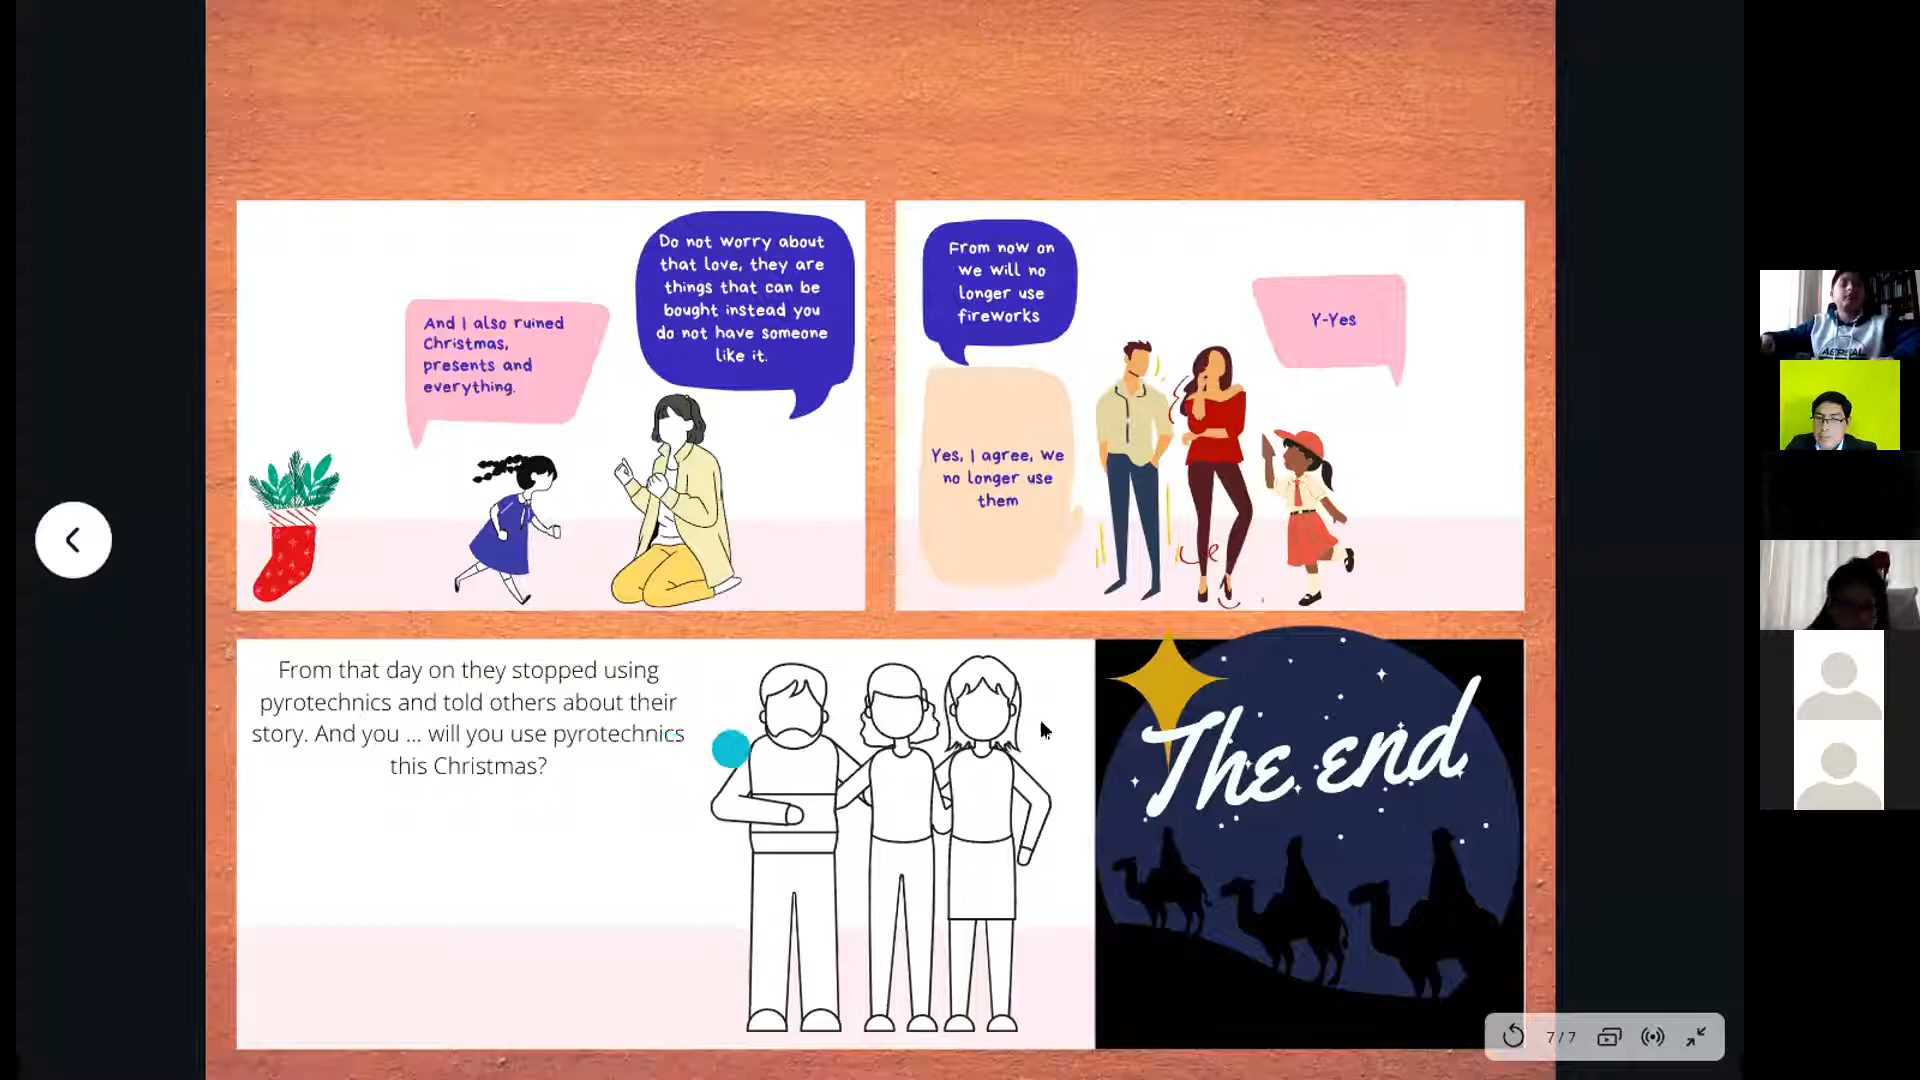 And I also ruined
Christmas,
presents and
everything.
Do not worry about
that love, they are
things that can be
bought instead you
do not have someone
like it.
From now on
we will no
longer use
fireworks
Yes, I agree, we
no longer use
them
Y-Yes
From that day on they stopped using
pyrotechnics and told others about their
story. And you ... will you use pyrotechnics
this Christmas?
The end
7 / 7